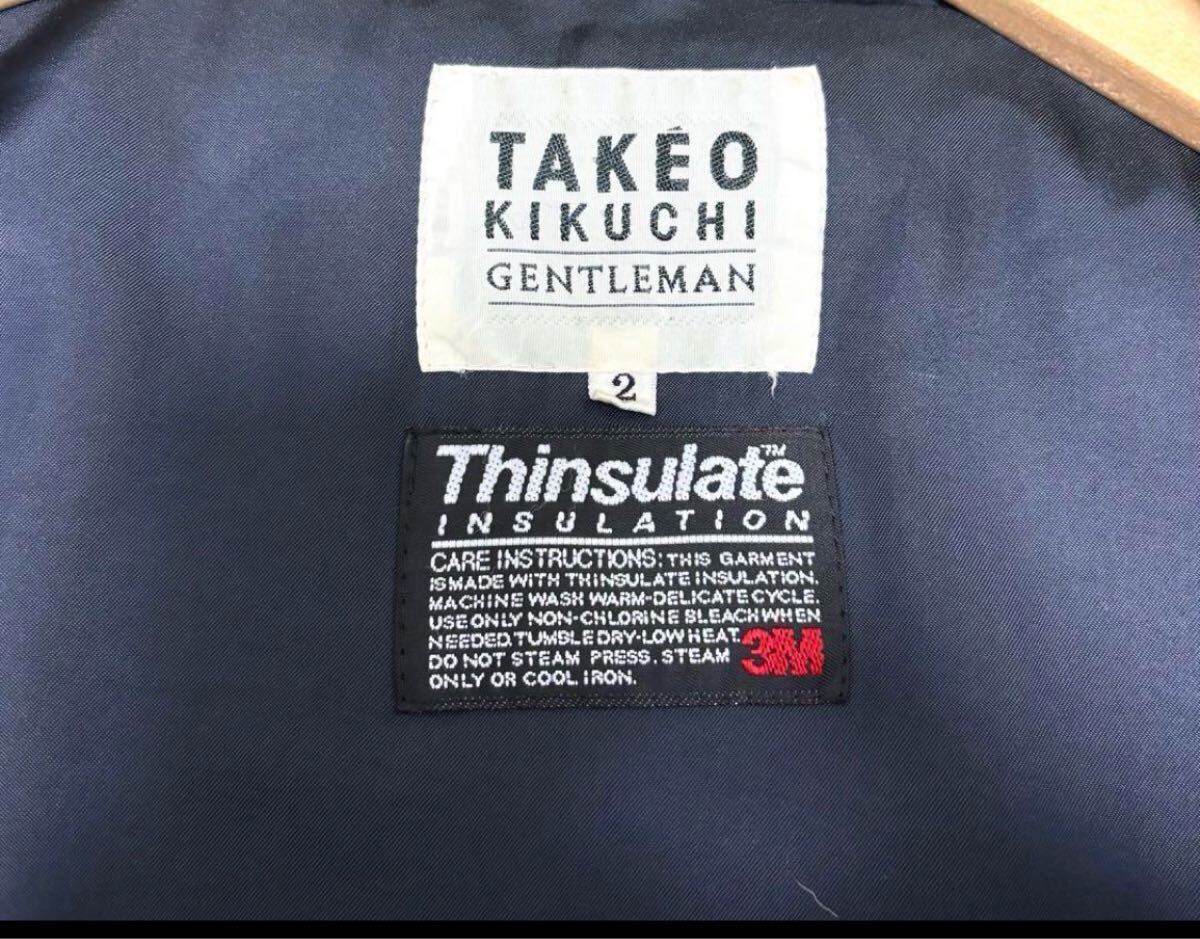 TAKÉO
KIKUCHI
GENTLEMAN
2
Thinsulate™
INSULATION
CARE INSTRUCTIONS: THIS GARMENT
IS MADE WITH THINSULATE INSULATION.
MACHINE WASH WARM-DELICATE CYCLE.
USE ONLY NON-CHLORINE BLEACH WHEN
NEEDED. TUMBLE DRY-LOW HEAT.
DO NOT STEAM PRESS. STEAM
ONLY OR COOL IRON.
3M